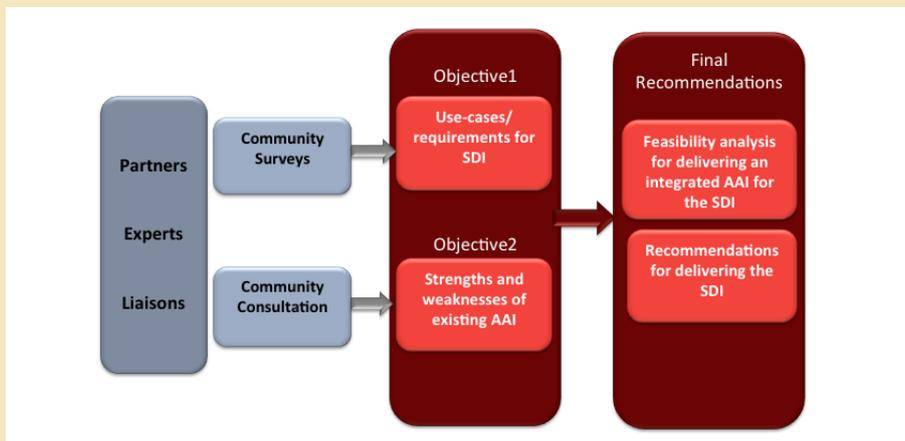 Partners
Experts
Liaisons
Community
Surveys
Community
Consultation
Objective1
Use-cases/
requirements for
SDI
Objective2
Strengths and
weaknesses of
existing AAI
Final
Recommendations
Feasibility analysis
for delivering an
integrated AAI for
the SDI
Recommendations
for delivering the
SDI